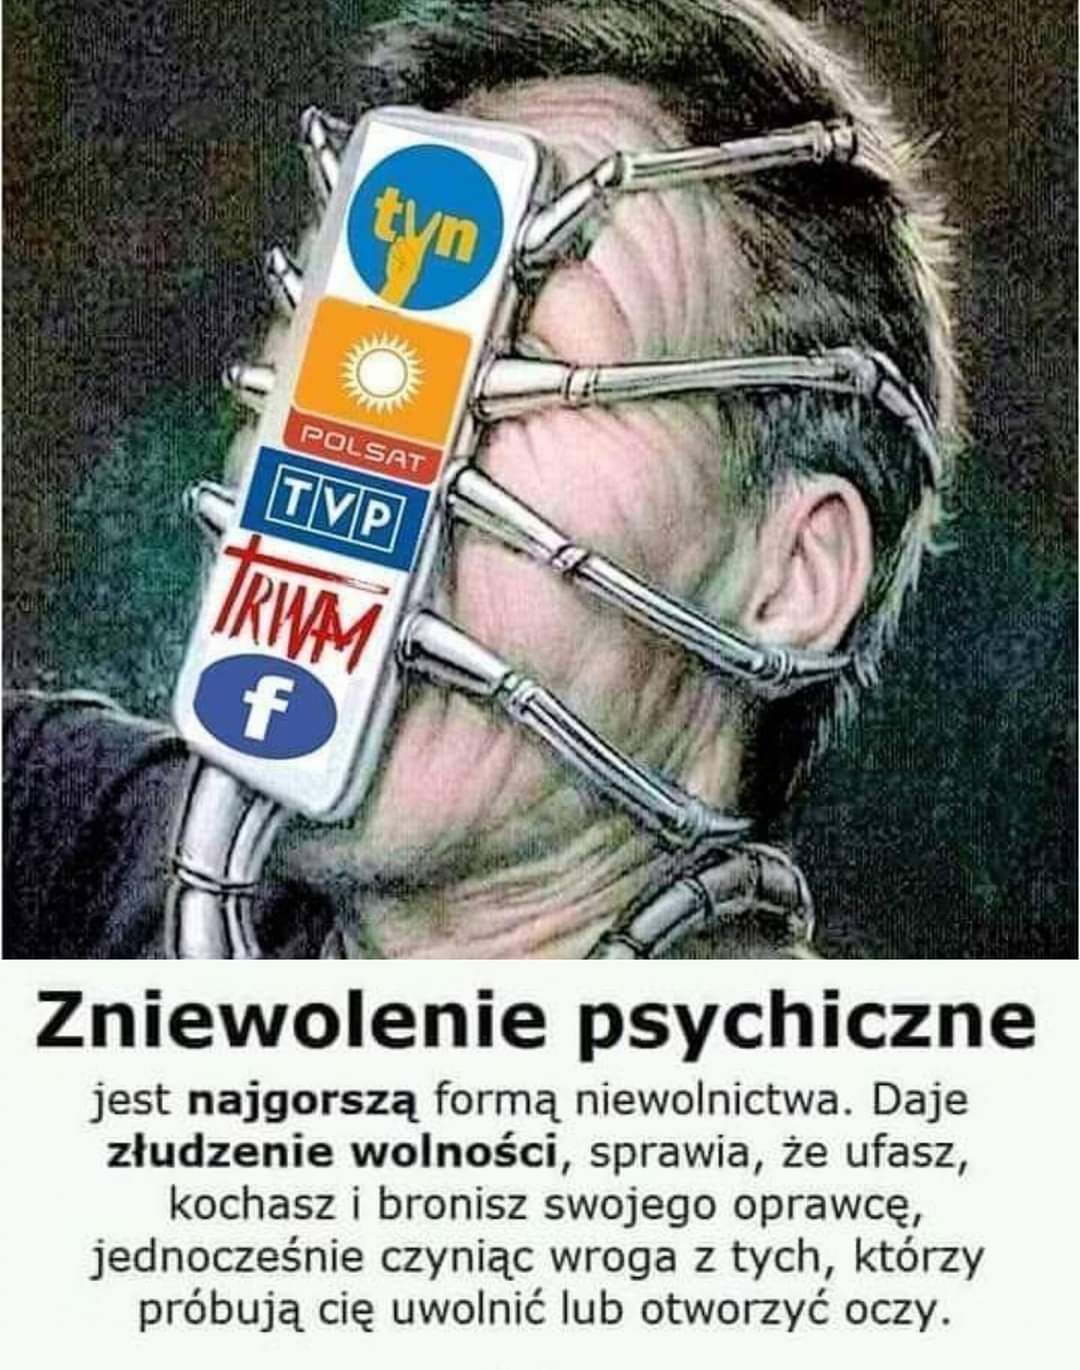 tvn
POLSAT
TVP
TRWAM
f
Zniewolenie psychiczne
jest najgorszą formą niewolnictwa. Daje
złudzenie wolności, sprawia, że ufasz,
kochasz i bronisz swojego oprawcę,
jednocześnie czyniąc wroga z tych, którzy
próbują cię uwolnić lub otworzyć oczy.